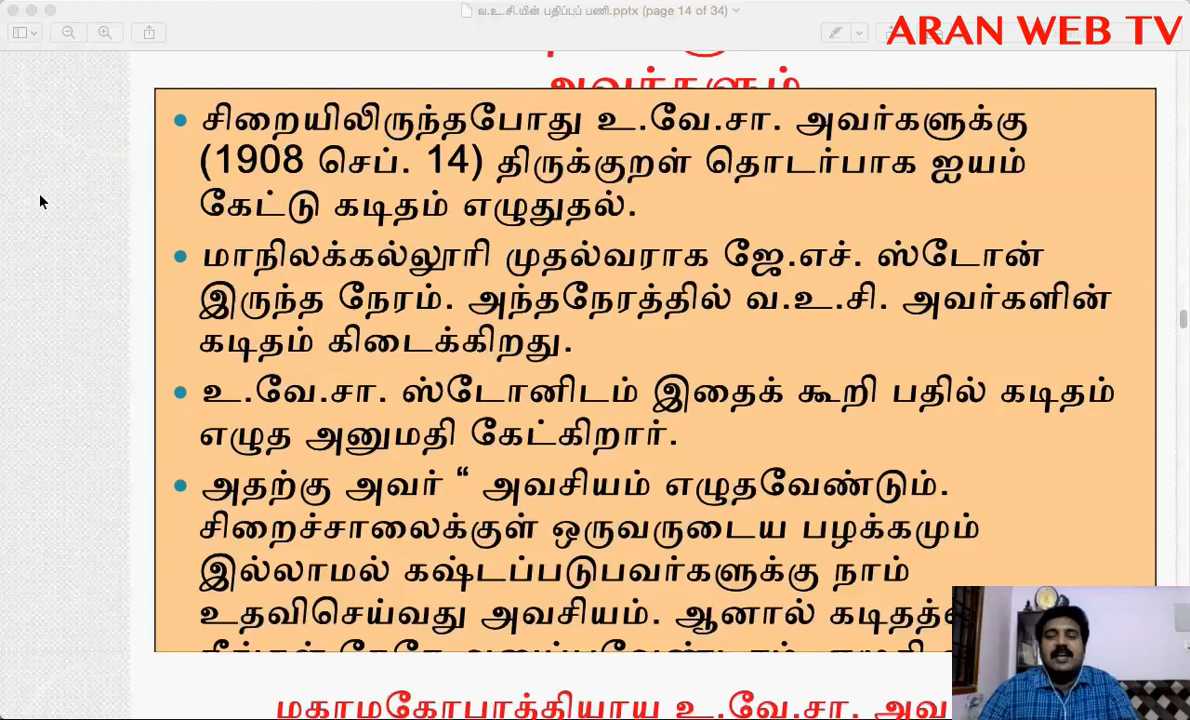 வ.உ.சி.யின் பதிப்புப் பணி.pptx (page 14 of 34)
ARAN WEB TV
அவர்களும்
• சிறையிலிருந்தபோது உ.வே.சா. அவர்களுக்கு
(1908 செப். 14) திருக்குறள் தொடர்பாக ஐயம்
கேட்டு கடிதம் எழுதுதல்.
• மாநிலக்கல்லூரி முதல்வராக ஜே.எச். ஸ்டோன்
இருந்த நேரம். அந்தநேரத்தில் வ.உ.சி. அவர்களின்
கடிதம் கிடைக்கிறது.
• உ.வே.சா. ஸ்டோனிடம் இதைக் கூறி பதில் கடிதம்
எழுத அனுமதி கேட்கிறார்.
• அதற்கு அவர் “ அவசியம் எழுதவேண்டும்.
சிறைச்சாலைக்குள் ஒருவருடைய பழக்கமும்
இல்லாமல் கஷ்டப்படுபவர்களுக்கு நாம்
உதவிசெய்வது அவசியம். ஆனால்
மகாமகோபாத்தியாய உ.வே.சா.